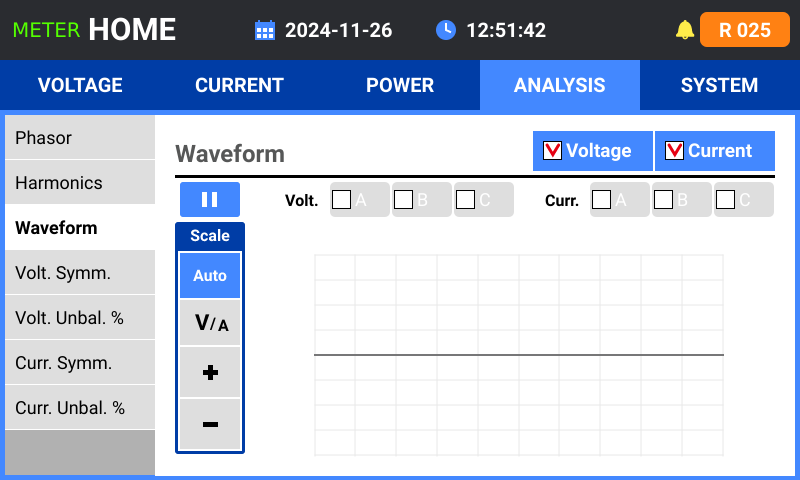 METER HOME 2024-11-26 12:51:42 R 025
VOLTAGE CURRENT POWER ANALYSIS SYSTEM
Phasor
Harmonics
Waveform
Volt. Symm.
Volt. Unbal. %
Curr. Symm.
Curr. Unbal. %
Waveform Voltage Current
Volt. A B C Curr. A B C
Scale
Auto
V/A
+
-